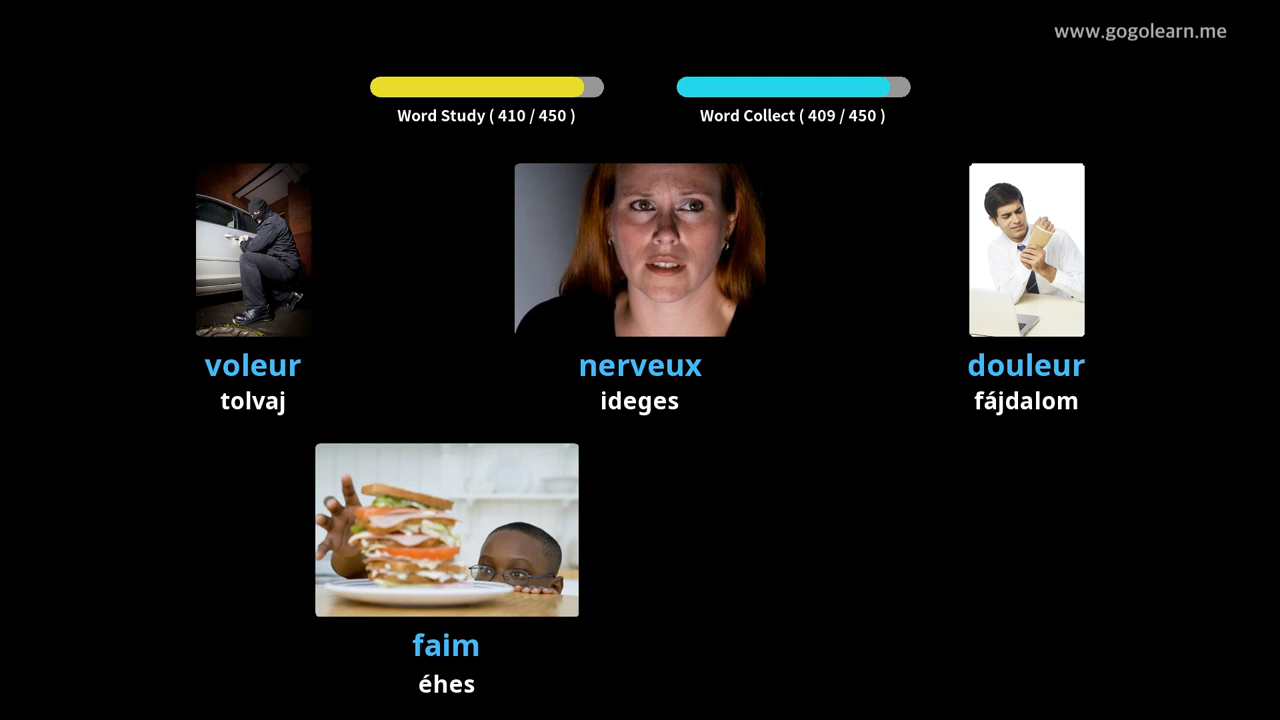 www.gogolearn.me
Word Study ( 410 / 450 )
Word Collect ( 409 / 450 )
voleur
tolvaj
nerveux
ideges
douleur
fájdalom
faim
éhes